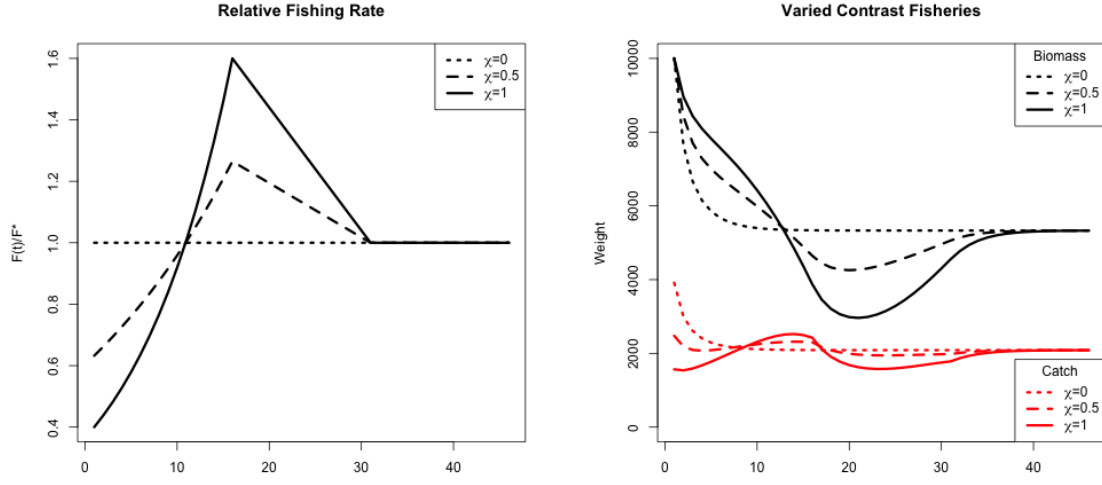 Relative Fishing Rate
F(t)/F*
1.6
1.4
1.2
1.0
0.8
0.6
0.4
0
10
20
30
40
χ=0
χ=0.5
χ=1
Varied Contrast Fisheries
Weight
10000
8000
6000
4000
2000
0
0
10
20
30
40
Biomass
χ=0
χ=0.5
χ=1
Catch
χ=0
χ=0.5
χ=1